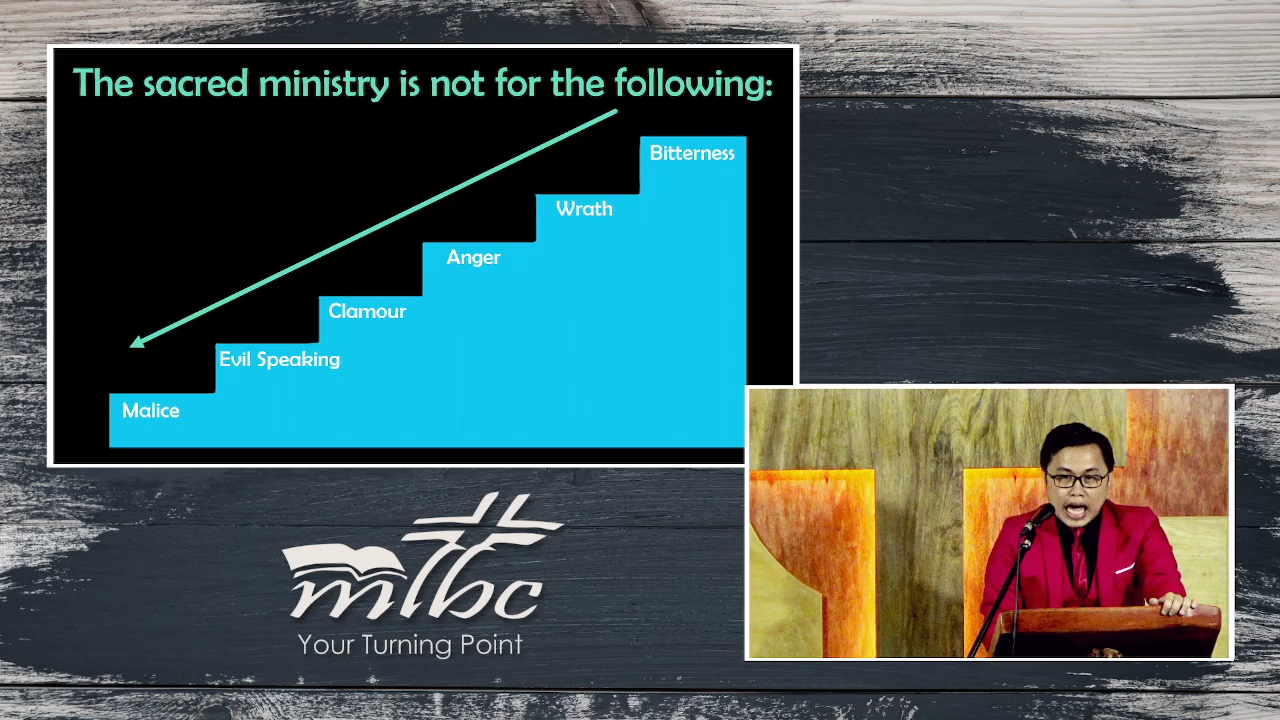 The sacred ministry is not for the following:
Bitterness
Wrath
Anger
Clamour
Evil Speaking
Malice
mlbc
Your Turning Point